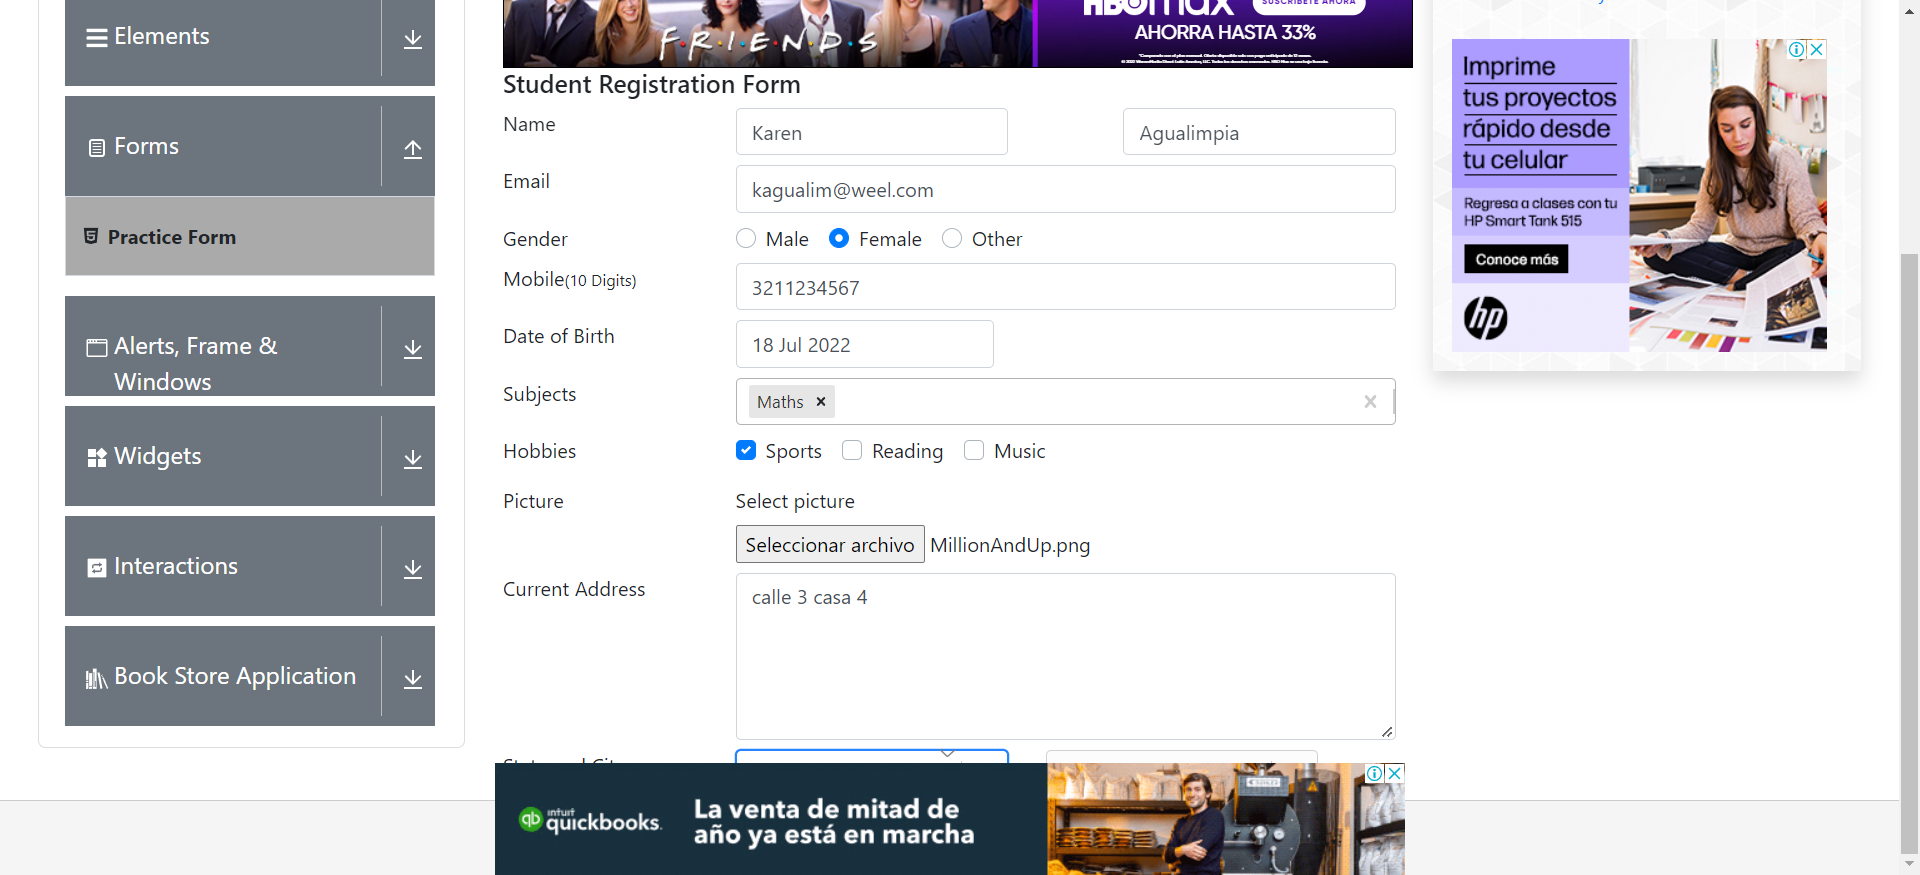 Elements
Forms
Practice Form
Alerts, Frame &
Windows
Widgets
Interactions
Book Store Application
F·R·I·E·N·D·S
HBOmax
SUSCRÍBETE AHORA
AHORRA HASTA 33%
Student Registration Form
Name
Karen
Agualimpia
Email
kagualim@weel.com
Gender
Male
Female
Other
Mobile(10 Digits)
3211234567
Date of Birth
18 Jul 2022
Subjects
Maths
Hobbies
Sports
Reading
Music
Picture
Select picture
Seleccionar archivo
MillionAndUp.png
Current Address
calle 3 casa 4
intuit
quickbooks.
La venta de mitad de
año ya está en marcha
Imprime
tus proyectos
rápido desde
tu celular
Regresa a clases con tu
HP Smart Tank 515
Conoce más
hp